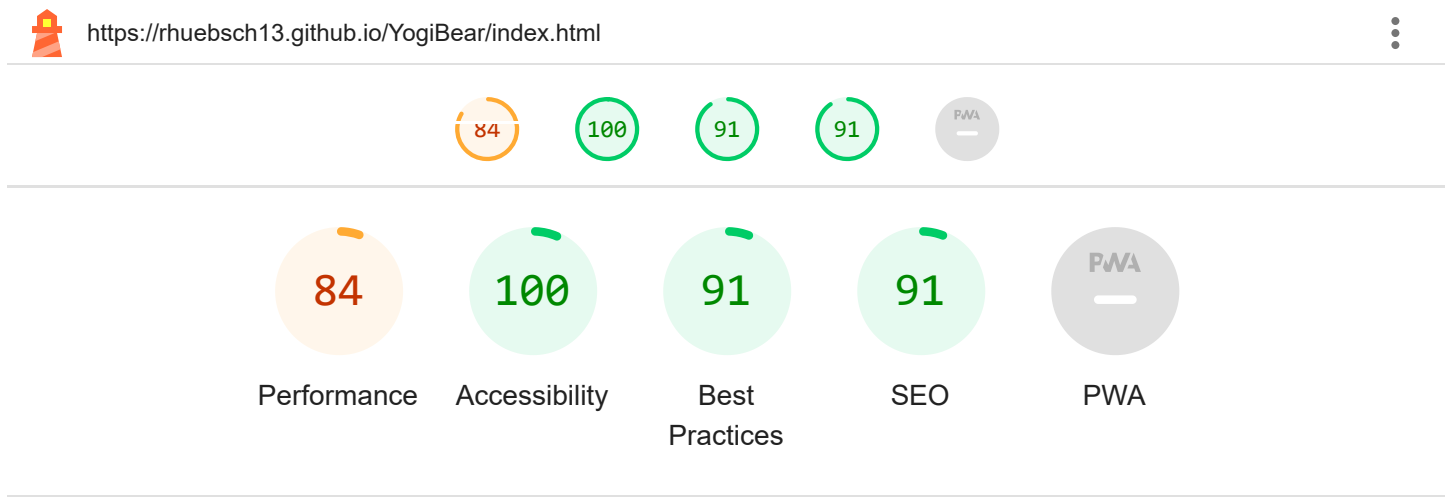 https://rhuebsch13.github.io/YogiBear/index.html
84 100 91 91 PWA
84 100 91 91 PWA
Performance Accessibility Best Practices SEO PWA